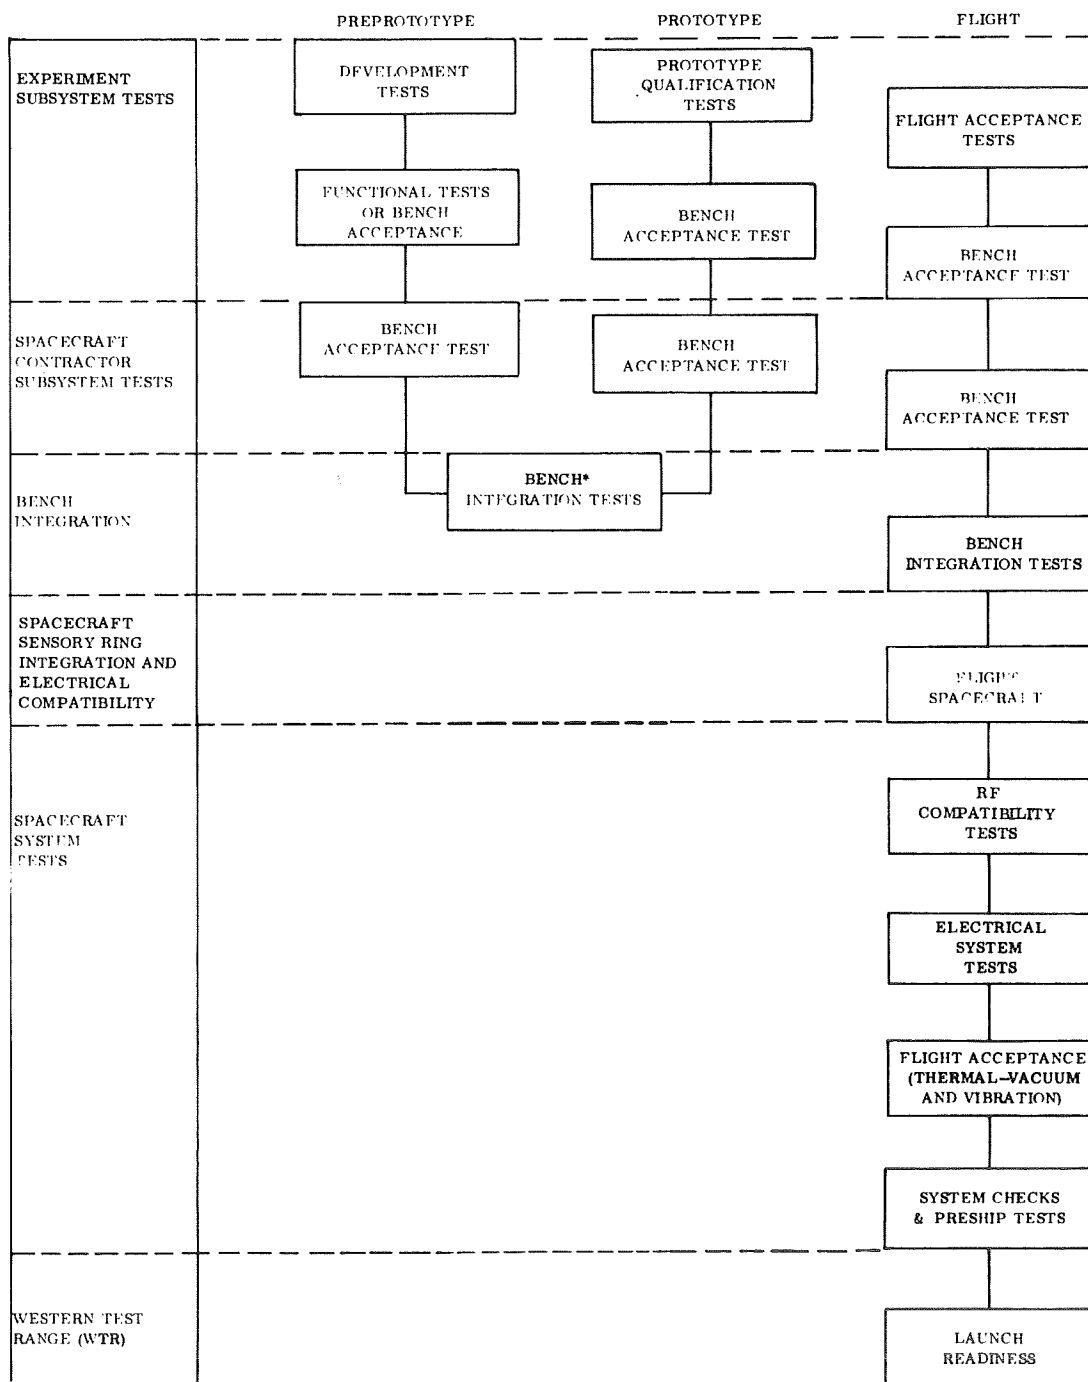 PREPROTOTYPE
PROTOTYPE
FLIGHT
EXPERIMENT
SUBSYSTEM TESTS
DEVELOPMENT
TESTS
PROTOTYPE
QUALIFICATION
TESTS
FLIGHT ACCEPTANCE
TESTS
FUNCTIONAL TESTS
OR BENCH
ACCEPTANCE
BENCH
ACCEPTANCE TEST
BENCH
ACCEPTANCE TEST
SPACECRAFT
CONTRACTOR
SUBSYSTEM TESTS
BENCH
ACCEPTANCE TEST
BENCH
ACCEPTANCE TEST
BENCH
ACCEPTANCE TEST
BENCH
INTEGRATION
BENCH*
INTEGRATION TESTS
BENCH
INTEGRATION TESTS
SPACECRAFT
SENSORY RING
INTEGRATION AND
ELECTRICAL
COMPATIBILITY
FLIGHT
SPACECRAFT
SPACECRAFT
SYSTEM
TESTS
RF
COMPATIBILITY
TESTS
ELECTRICAL
SYSTEM
TESTS
FLIGHT ACCEPTANCE
(THERMAL-VACUUM
AND VIBRATION)
SYSTEM CHECKS
& PRESHIP TESTS
WESTERN TEST
RANGE (WTR)
LAUNCH
READINESS